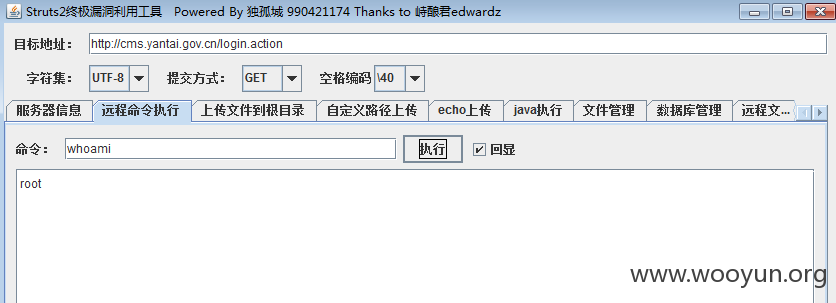 Struts2终极漏洞利用工具 Powered By 独孤城 990421174 Thanks to 峙酿君edwardz
目标地址: http://cms.yantai.gov.cn/login.action
字符集: UTF-8 提交方式: GET 空格编码 \40
服务器信息 远程命令执行 上传文件到根目录 自定义路径上传 echo上传 java执行 文件管理 数据库管理 远程文...
命令: whoami 执行 回显
root
www.wooyun.org